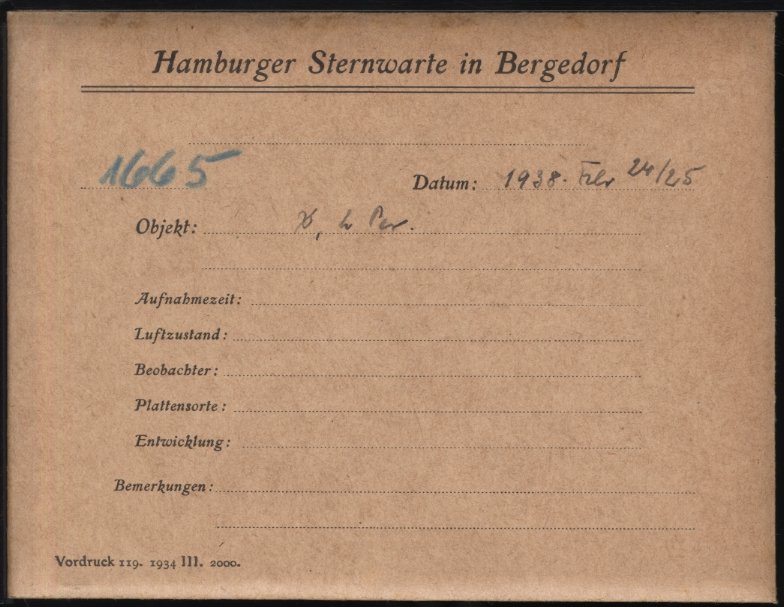 Hamburger Sternwarte in Bergedorf
1665
Datum: 1938. Febr 24/25
Objekt: χ, h Per.
Aufnahmezeit:
Luftzustand:
Beobachter:
Plattensorte:
Entwicklung:
Bemerkungen:
Vordruck 119. 1934 III. 2000.